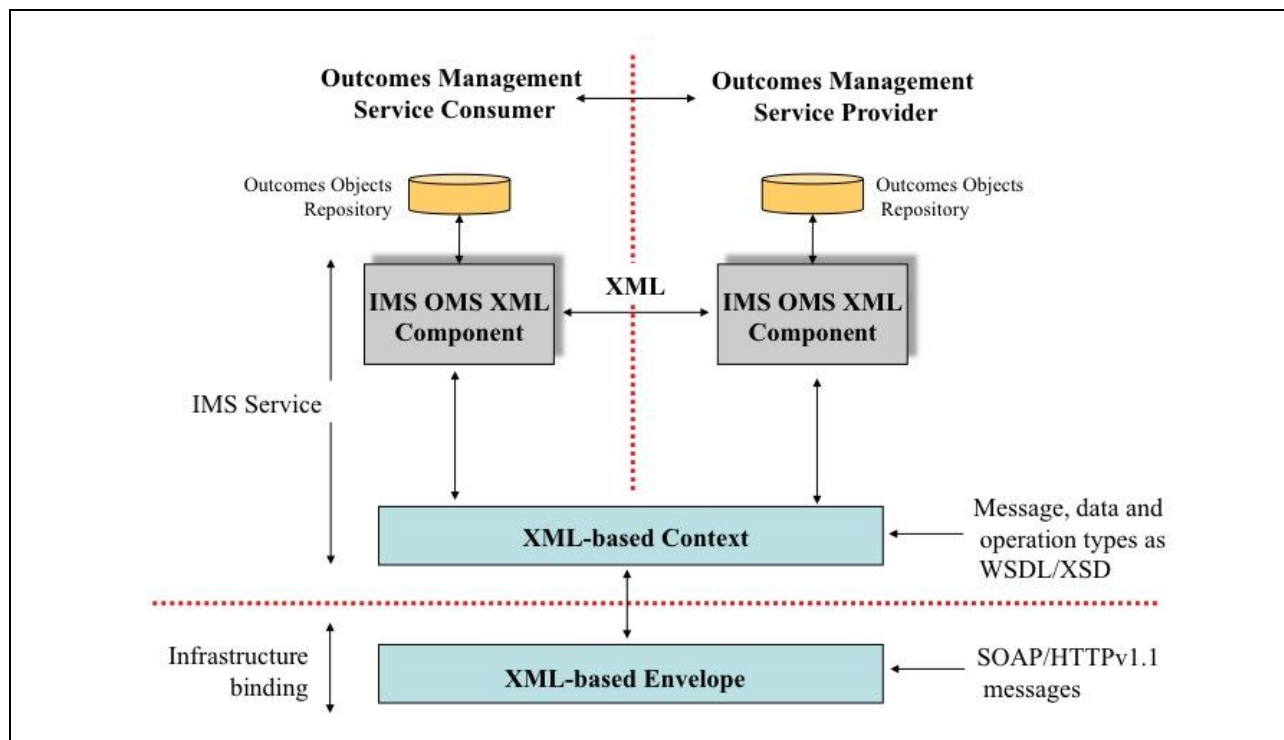 Outcomes Management
Service Consumer
Outcomes Management
Service Provider
Outcomes Objects
Repository
Outcomes Objects
Repository
IMS OMS XML
Component
XML
IMS OMS XML
Component
IMS Service
XML-based Context
Message, data and
operation types as
WSDL/XSD
Infrastructure
binding
XML-based Envelope
SOAP/HTTPv1.1
messages